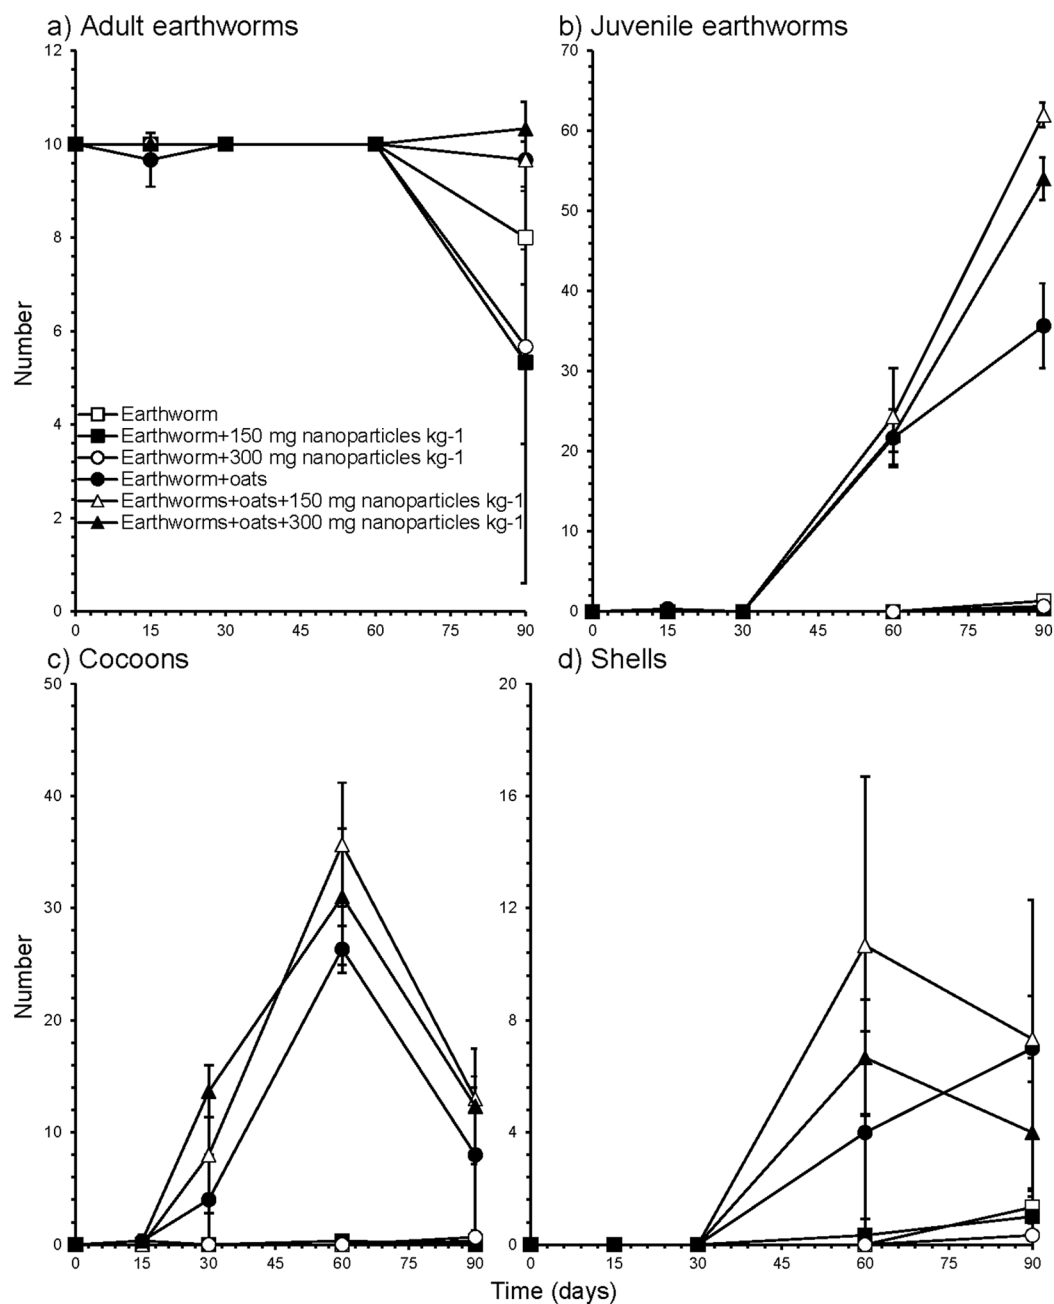 a) Adult earthworms
b) Juvenile earthworms
12
10
8
6
4
2
0
Number
Earthworm
Earthworm+150 mg nanoparticles kg-1
Earthworm+300 mg nanoparticles kg-1
Earthworm+oats
Earthworms+oats+150 mg nanoparticles kg-1
Earthworms+oats+300 mg nanoparticles kg-1
0 15 30 45 60 75 90
70
60
50
40
30
20
10
0
0 15 30 45 60 75 90
c) Cocoons
d) Shells
50
40
30
20
10
0
Number
0 15 30 45 60 75 90
20
16
12
8
4
0
0 15 30 45 60 75 90
Time (days)